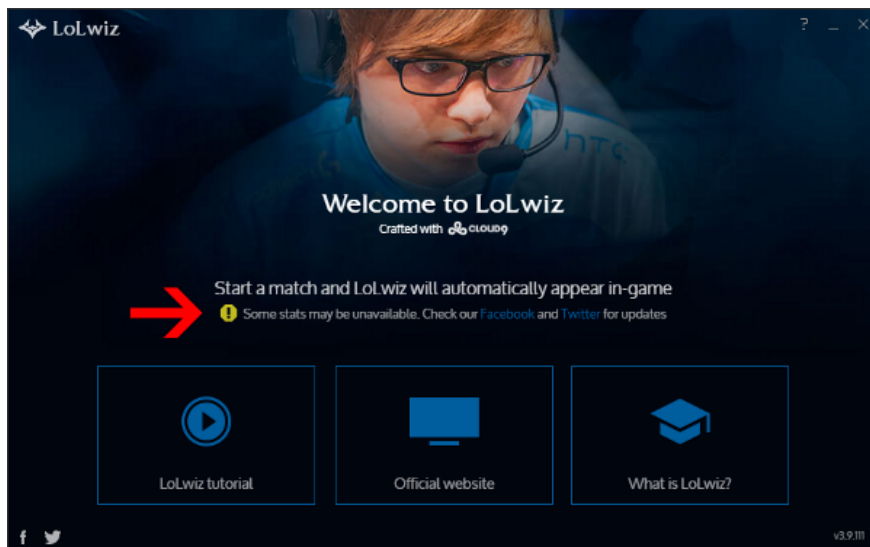 LoLwiz
?
Welcome to LoLwiz
Crafted with CLOUD9
hTC
Start a match and LoLwiz will automatically appear in-game
! Some stats may be unavailable. Check our Facebook and Twitter for updates
LoLwiz tutorial
Official website
What is LoLwiz?
f
v3.9.111